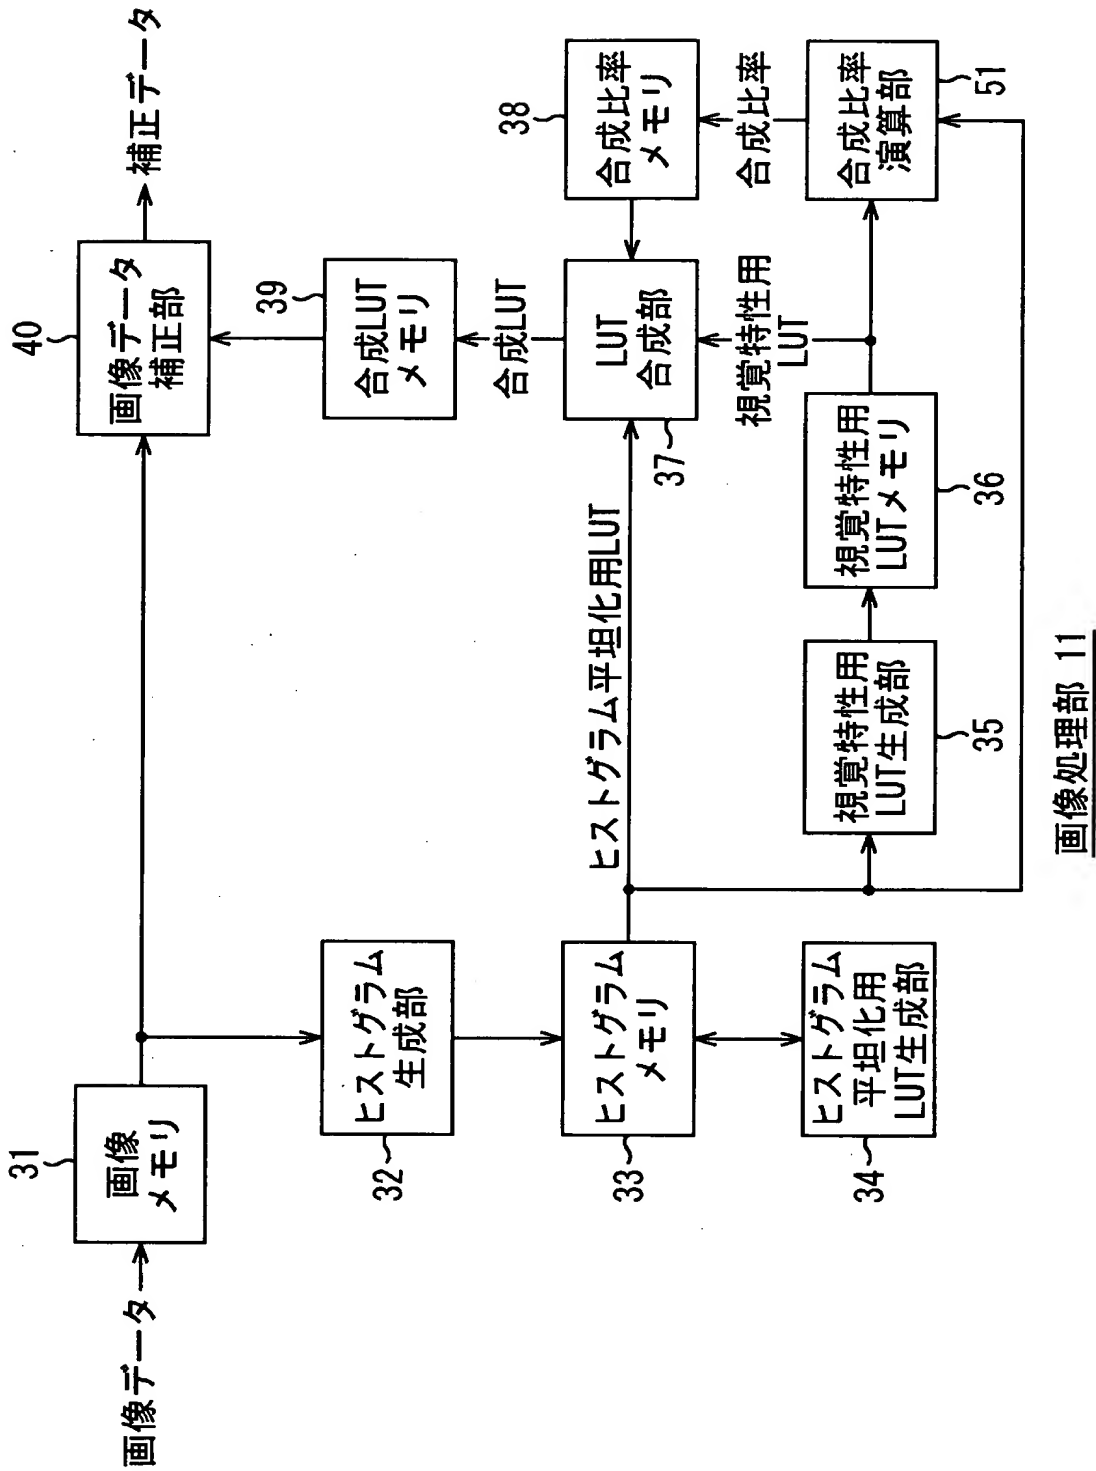 画像データ
31
画像
メモリ
40
画像データ
補正部
補正データ
32
ヒストグラム
生成部
39
合成LUT
メモリ
合成LUT
33
ヒストグラム
メモリ
ヒストグラム平坦化用LUT
37
LUT
合成部
38
合成比率
メモリ
視覚特性用
LUT
合成比率
34
ヒストグラム
平坦化用
LUT生成部
35
視覚特性用
LUT生成部
36
視覚特性用
LUTメモリ
51
合成比率
演算部
画像処理部 11